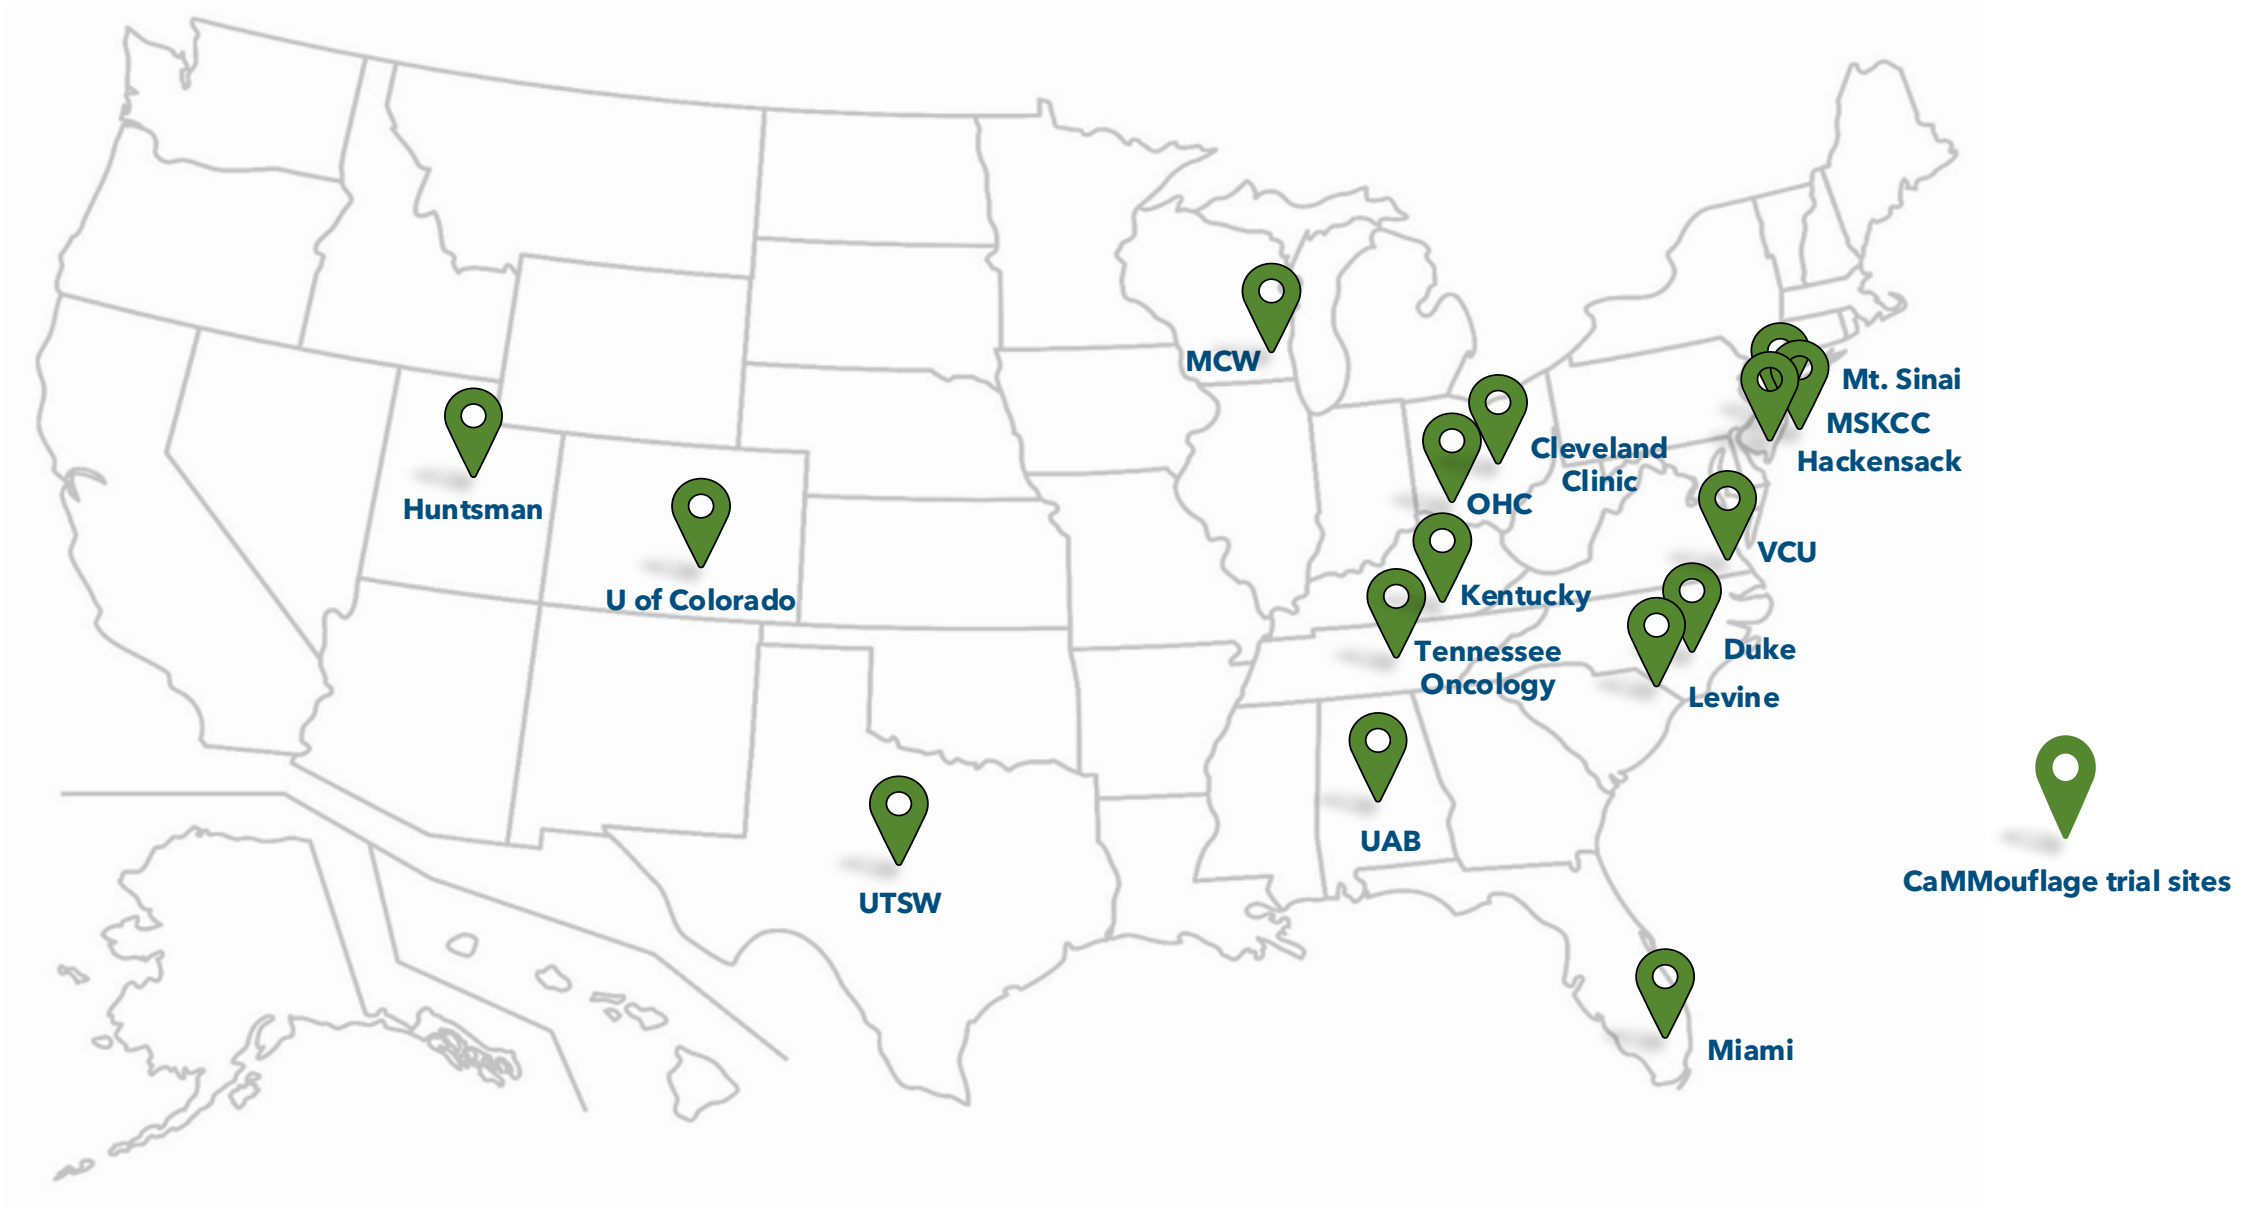 MCW
Mt. Sinai
MSKCC
Hackensack
Cleveland
Clinic
OHC
Huntsman
U of Colorado
VCU
Kentucky
Tennessee
Oncology
Duke
Levine
UAB
UTSW
CaMMouflage trial sites
Miami